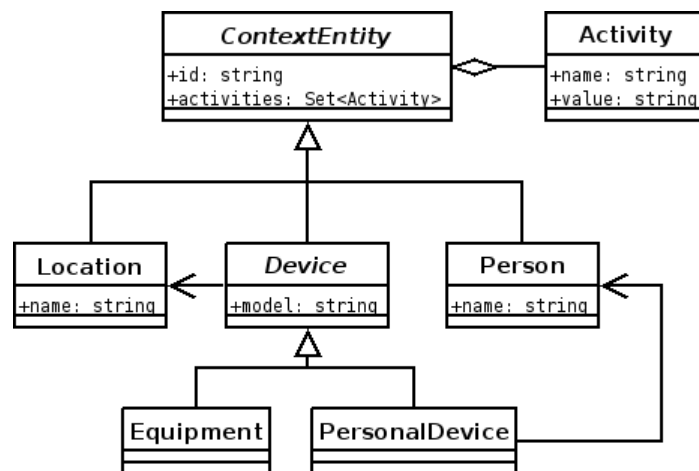 ContextEntity
+id: string
+activities: Set<Activity>
Activity
+name: string
+value: string
Location
+name: string
Device
+model: string
Person
+name: string
Equipment
PersonalDevice